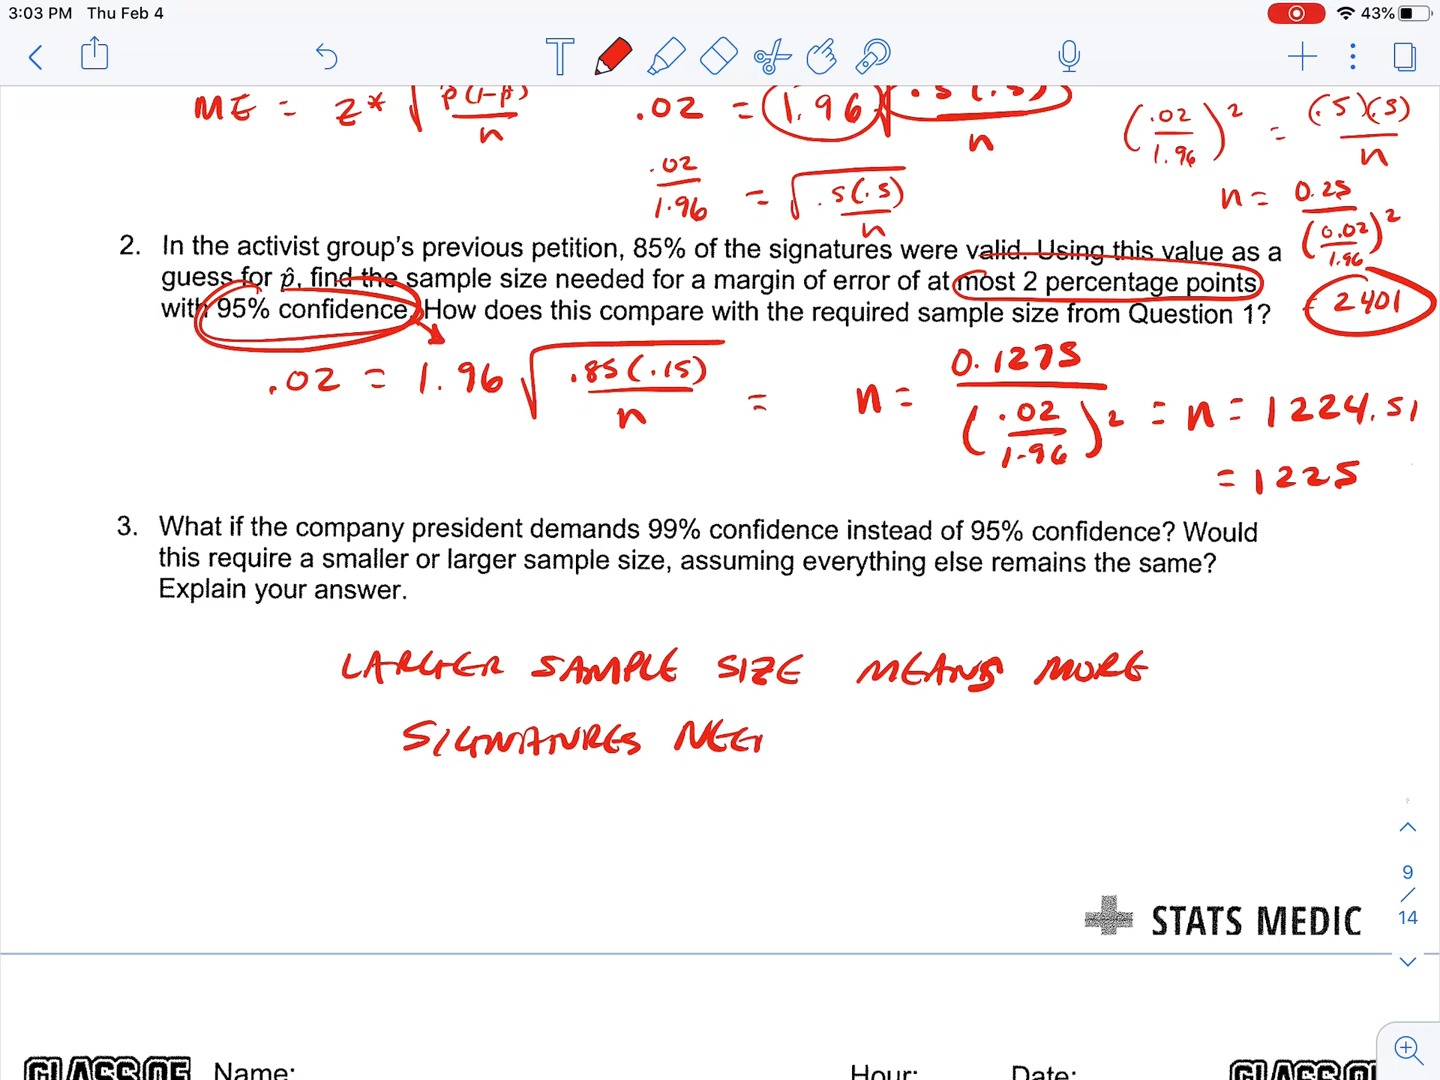 3:03 PM Thu Feb 4 43%
ME = z* √ p̂(1-p̂) / n
.02 = 1.96 √ .5(.5) / n
(.02 / 1.96)² = (.5)(.5) / n
.02 / 1.96 = √ .5(.5) / n
n = 0.25 / (0.02 / 1.96)²
= 2401
2. In the activist group's previous petition, 85% of the signatures were valid. Using this value as a
guess for p̂, find the sample size needed for a margin of error of at most 2 percentage points
with 95% confidence. How does this compare with the required sample size from Question 1?
.02 = 1.96 √ .85(.15) / n = n = 0.1275 / (.02 / 1.96)² = n = 1224.51
= 1225
3. What if the company president demands 99% confidence instead of 95% confidence? Would
this require a smaller or larger sample size, assuming everything else remains the same?
Explain your answer.
LARGER SAMPLE SIZE MEANS MORE
SIGNATURES NEE
9
/
14
STATS MEDIC
CLASS OF Name: Hour: Date: CLASS OF